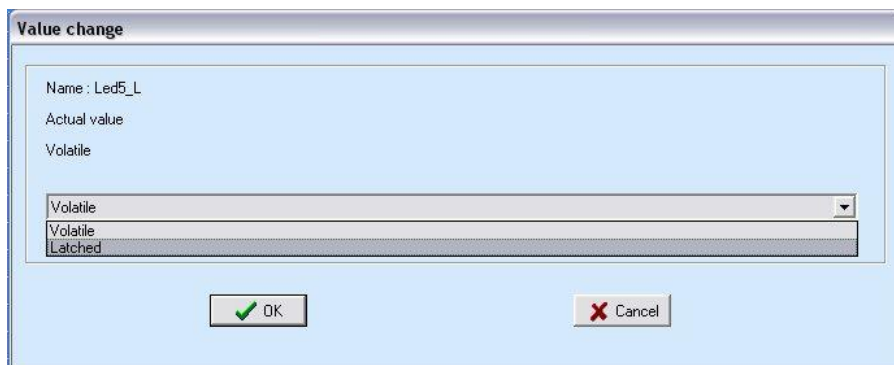 Value change
Name : Led5_L
Actual value
Volatile
Volatile
Volatile
Latched
OK
Cancel